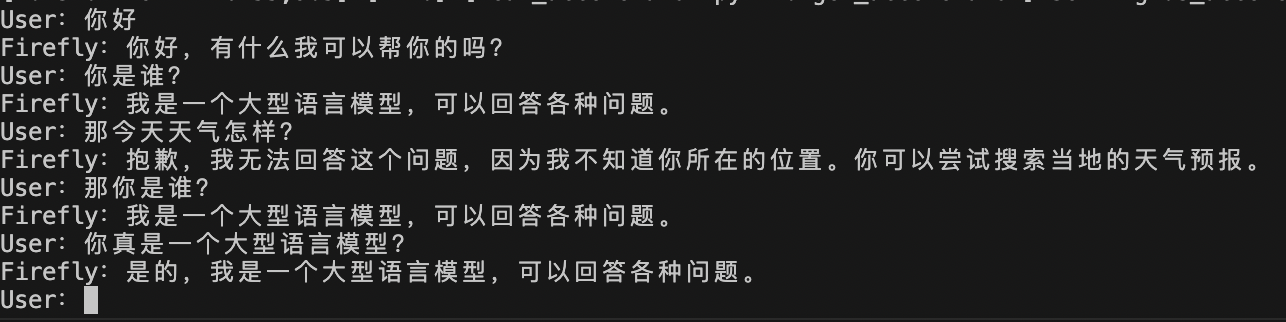 User: 你好
Firefly: 你好，有什么我可以帮你的吗?
User: 你是谁?
Firefly: 我是一个大型语言模型，可以回答各种问题。
User: 那今天天气怎样?
Firefly: 抱歉，我无法回答这个问题，因为我不知道你所在的位置。你可以尝试搜索当地的天气预报。
User: 那你是谁?
Firefly: 我是一个大型语言模型，可以回答各种问题。
User: 你真是一个大型语言模型?
Firefly: 是的，我是一个大型语言模型，可以回答各种问题。
User: